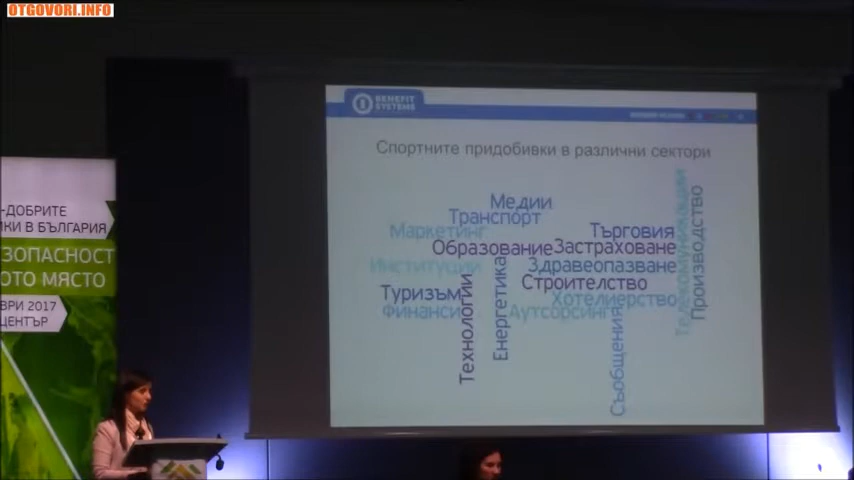 OTGOVORI.INFO
BENEFIT
SYSTEMS
Спортните придобивки в различни сектори
Медии
Транспорт
Маркетинг
Търговия
Образование
Застраховане
Институции
Здравеопазване
Строителство
Туризъм
Хотелиерство
Финанси
Аутсорсинг
Технологии
Енергетика
Съобщения
Телекомуникации
Производство
-ДОБРИТЕ
КИ В БЪЛГАРИЯ
ЗОПАСНОСТ
ОТО МЯСТО
ВРИ 2017
ЦЕНТЪР